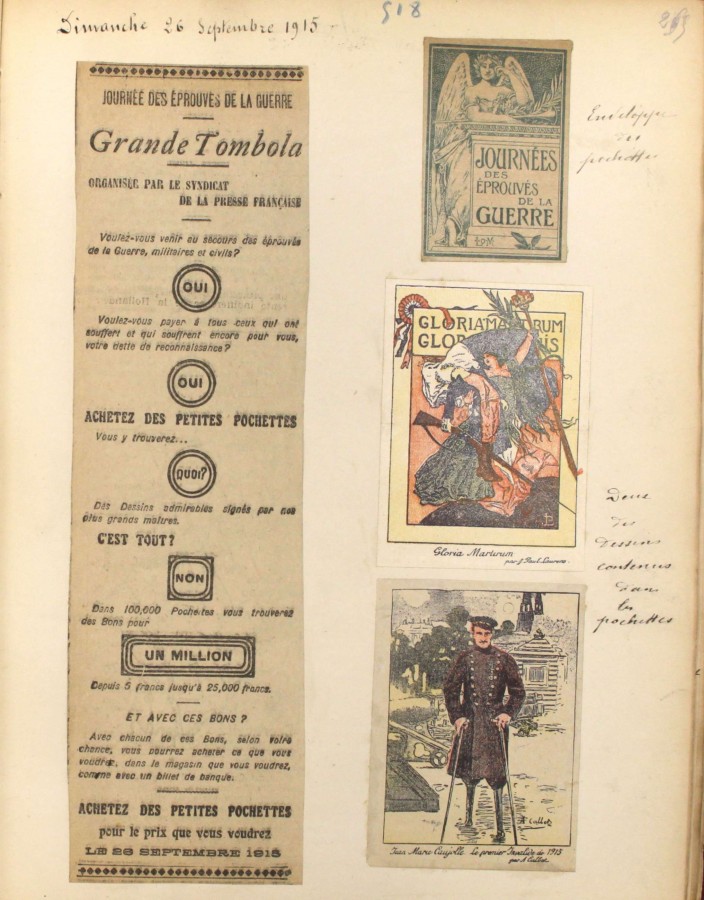 Dimanche 26 Septembre 1915 -
518
JOURNÉE DES ÉPROUVÉS DE LA GUERRE
Grande Tombola
ORGANISÉE PAR LE SYNDICAT
DE LA PRESSE FRANÇAISE
Voulez-vous venir au secours des éprouvés
de la Guerre, militaires et civils?
OUI
Voulez-vous payer à tous ceux qui ont
souffert et qui souffrent encore pour vous,
votre dette de reconnaissance?
OUI
ACHETEZ DES PETITES POCHETTES
Vous y trouverez...
QUOI?
Des Dessins admirables signés par nos
plus grands maîtres.
C'EST TOUT?
NON
Dans 100,000 Pochettes vous trouverez
des Bons pour
UN MILLION
Depuis 5 francs jusqu'à 25,000 francs.
ET AVEC CES BONS?
Avec chacun de ces Bons, selon votre
chance, vous pourrez acheter ce que vous
voudrez, dans le magasin que vous voudrez,
comme avec un billet de banque.
ACHETEZ DES PETITES POCHETTES
pour le prix que vous voudrez
LE 26 SEPTEMBRE 1915
JOURNÉES
DES
ÉPROUVÉS
DE LA
GUERRE
Enveloppe
des
pochettes
GLORIA MARTYRUM
Gloria Martyrum
par J. Paul Laurens
Deux
des
dessins
contenus
dans
les
pochettes
Jean Marc Caujolle le premier Invalide de 1915